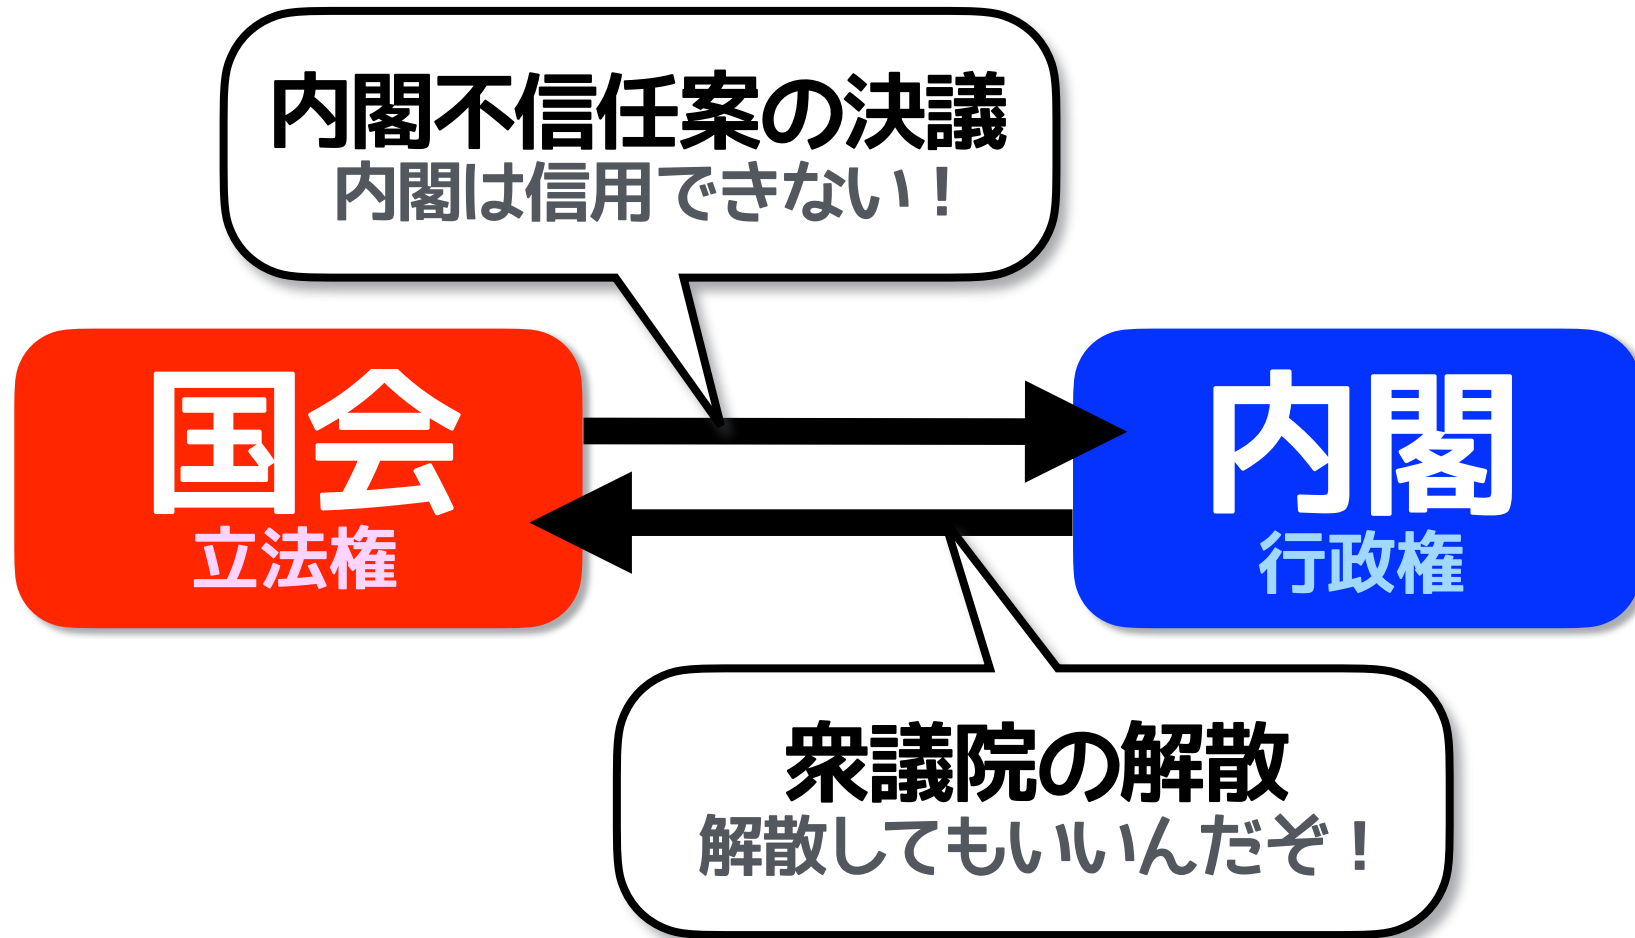 内閣不信任案の決議
内閣は信用できない！
国会
立法権
内閣
行政権
衆議院の解散
解散してもいいんだぞ！